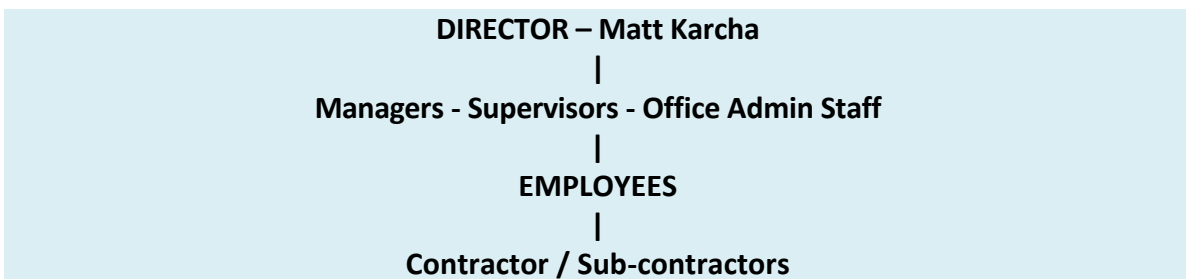 DIRECTOR – Matt Karcha
|
Managers - Supervisors - Office Admin Staff
|
EMPLOYEES
|
Contractor / Sub-contractors